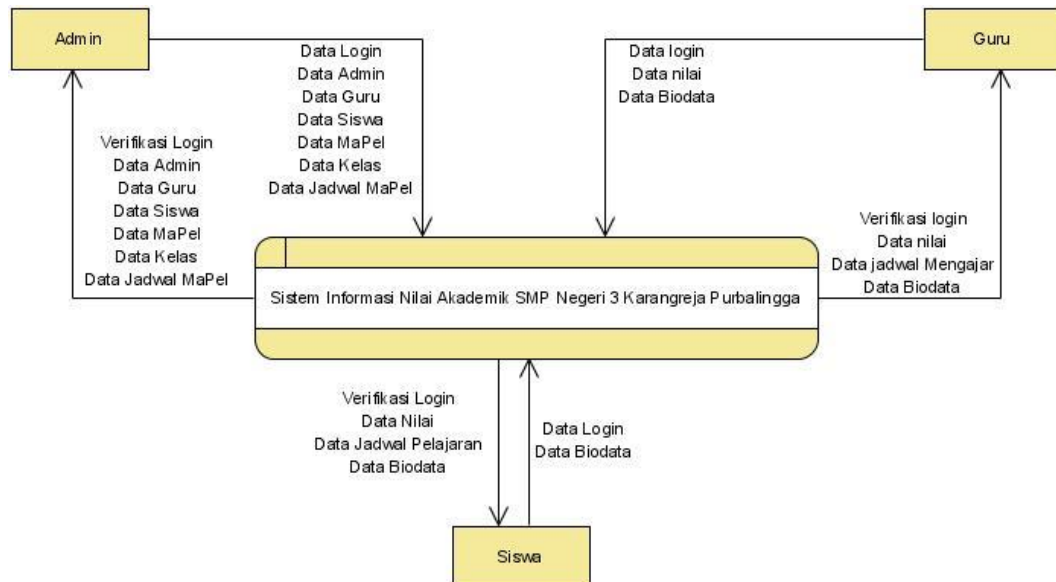 Admin
Guru
Data Login
Data Admin
Data Guru
Data Siswa
Data MaPel
Data Kelas
Data Jadwal MaPel
Data login
Data nilai
Data Biodata
Verifikasi Login
Data Admin
Data Guru
Data Siswa
Data MaPel
Data Kelas
Data Jadwal MaPel
Verifikasi login
Data nilai
Data jadwal Mengajar
Data Biodata
Sistem Informasi Nilai Akademik SMP Negeri 3 Karangreja Purbalingga
Verifikasi Login
Data Nilai
Data Jadwal Pelajaran
Data Biodata
Data Login
Data Biodata
Siswa